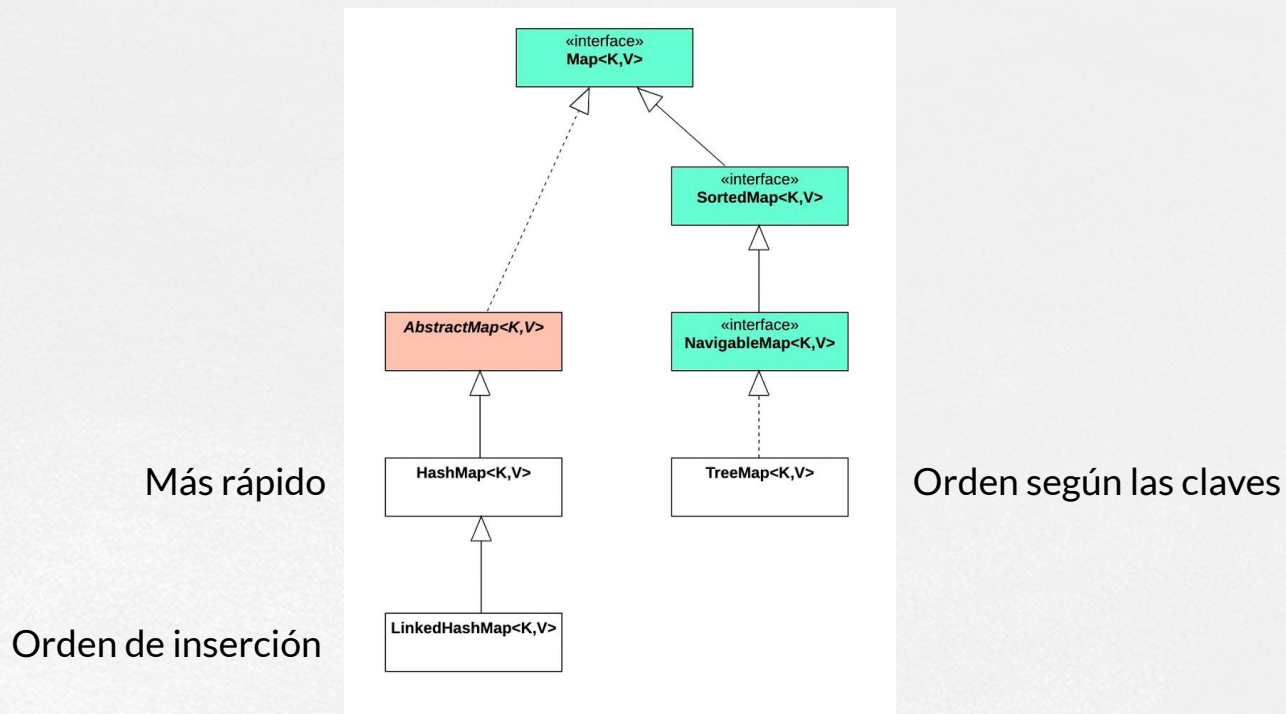 «interface»
Map<K,V>
«interface»
SortedMap<K,V>
AbstractMap<K,V>
«interface»
NavigableMap<K,V>
Más rápido
HashMap<K,V>
TreeMap<K,V>
Orden según las claves
Orden de inserción
LinkedHashMap<K,V>